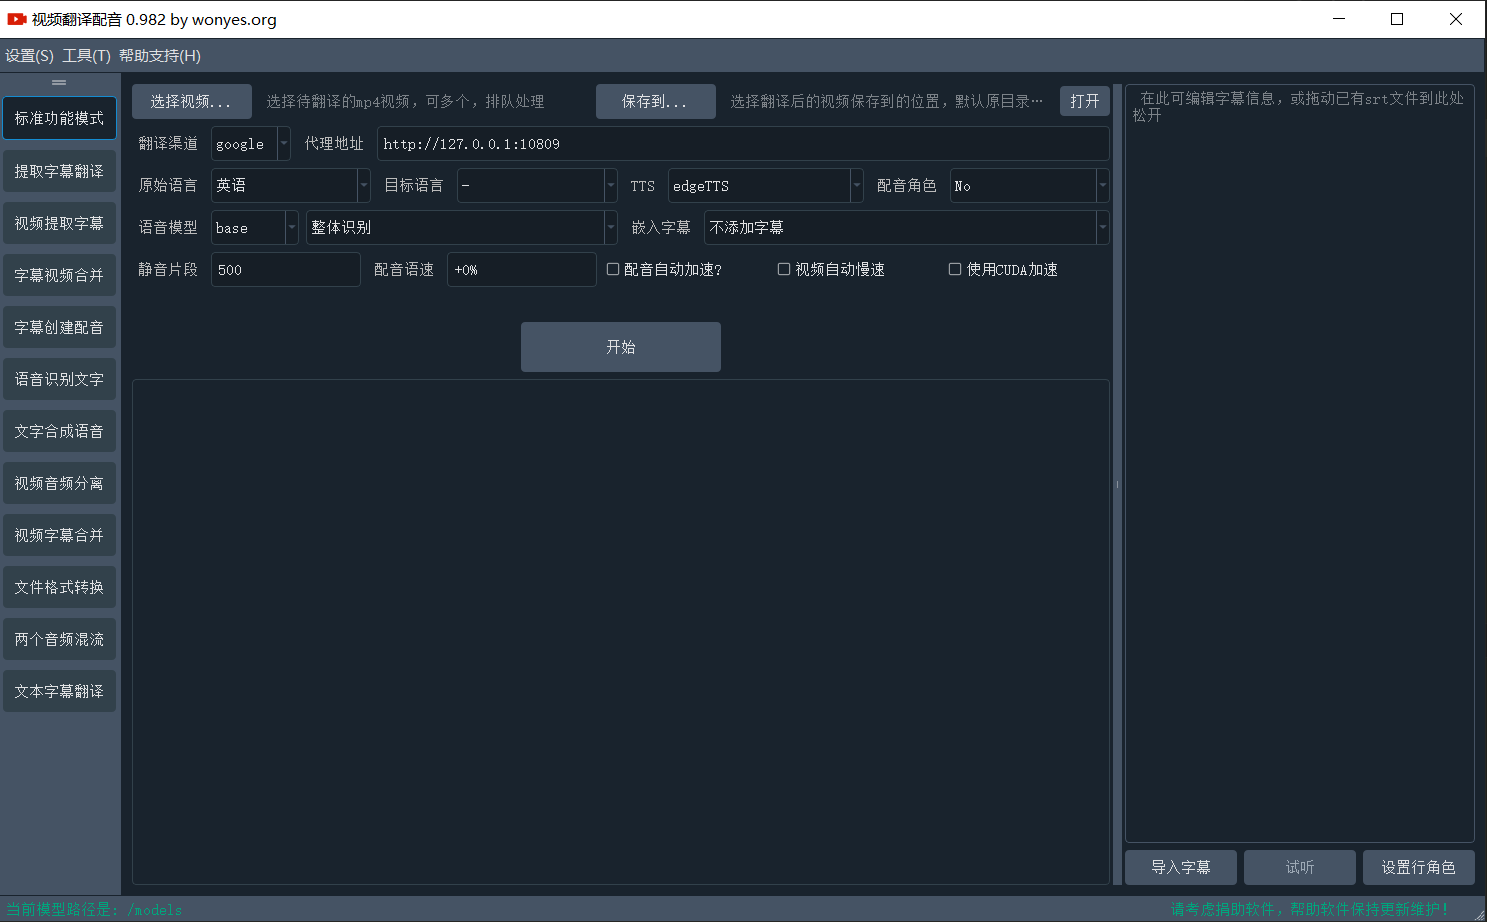 视频翻译配音 0.982 by wonyes.org
设置(S) 工具(T) 帮助支持(H)
标准功能模式
提取字幕翻译
视频提取字幕
字幕视频合并
字幕创建配音
语音识别文字
文字合成语音
视频音频分离
视频字幕合并
文件格式转换
两个音频混流
文本字幕翻译
选择视频... 选择待翻译的mp4视频，可多个，排队处理 保存到... 选择翻译后的视频保存到的位置，默认原目录… 打开
翻译渠道 google 代理地址 http://127.0.0.1:10809
原始语言 英语 目标语言 - TTS edgeTTS 配音角色 No
语音模型 base 整体识别 嵌入字幕 不添加字幕
静音片段 500 配音语速 +0% 配音自动加速? 视频自动慢速 使用CUDA加速
开始
在此可编辑字幕信息，或拖动已有srt文件到此处
松开
导入字幕 试听 设置行角色
当前模型路径是: /models 请考虑捐助软件，帮助软件保持更新维护!